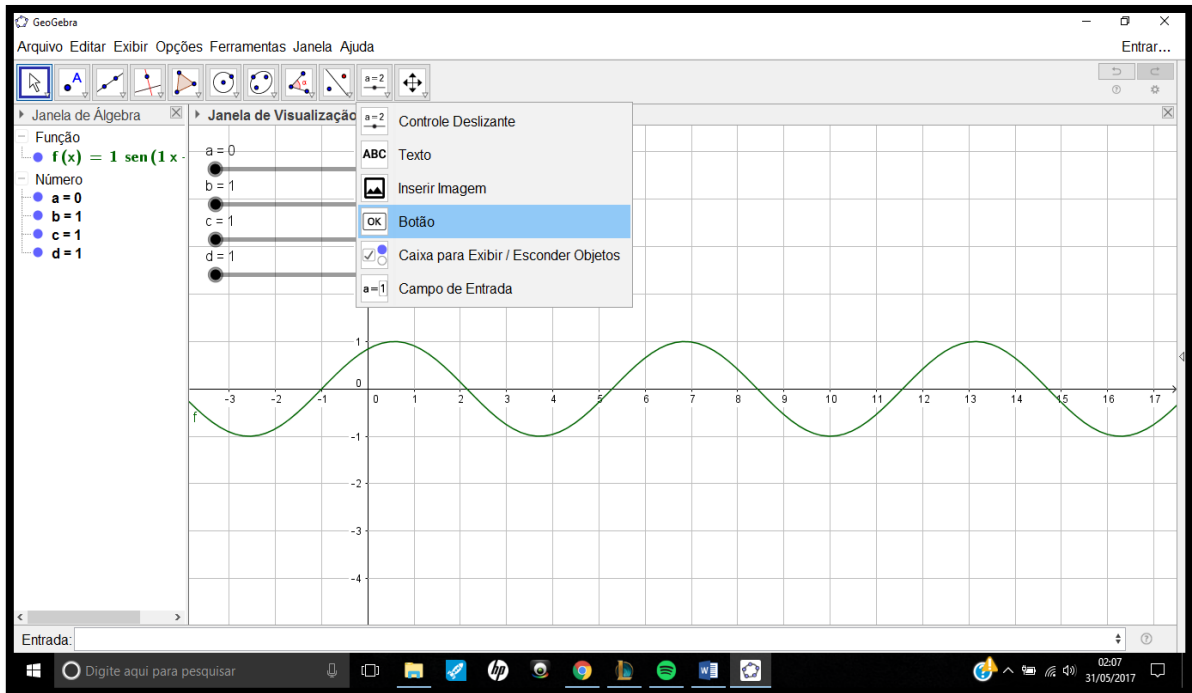 GeoGebra
Arquivo Editar Exibir Opções Ferramentas Janela Ajuda
Entrar...
A
a=2
Janela de Álgebra
Janela de Visualização
Função
f(x) = 1 sen(1 x
Número
a = 0
b = 1
c = 1
d = 1
a = 0
b = 1
c = 1
d = 1
a=2 Controle Deslizante
ABC Texto
Inserir Imagem
OK Botão
Caixa para Exibir / Esconder Objetos
a=1 Campo de Entrada
1
0
-3 -2 -1 0 1 2 3 4 5 6 7 8 9 10 11 12 13 14 15 16 17
f
-1
-2
-3
-4
Entrada:
Digite aqui para pesquisar
hp
W
02:07
31/05/2017